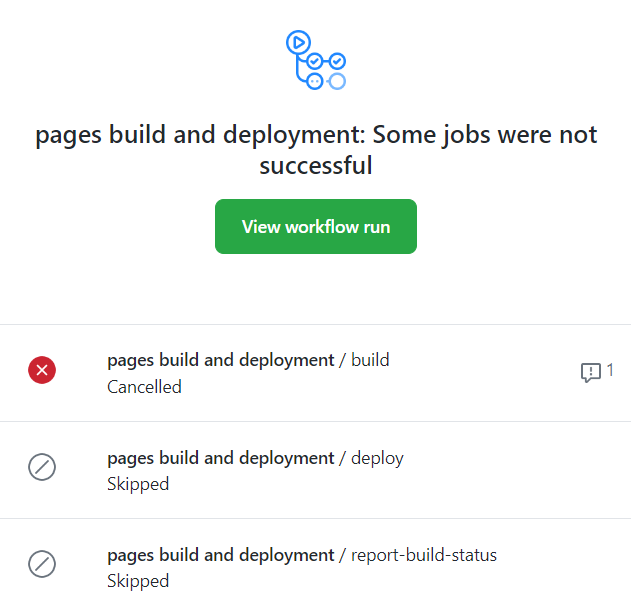 pages build and deployment: Some jobs were not
successful
View workflow run
pages build and deployment / build
Cancelled
1
pages build and deployment / deploy
Skipped
pages build and deployment / report-build-status
Skipped